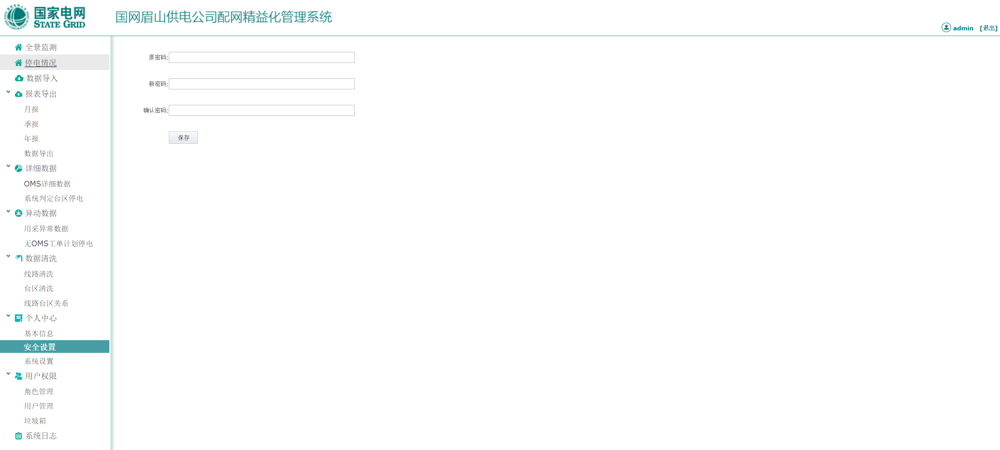 国家电网
STATE GRID
国网眉山供电公司配网精益化管理系统
admin [退出]
全景监测
停电情况
数据导入
报表导出
月报
季报
年报
数据导出
详细数据
OMS详细数据
系统判定台区停电
异动数据
用采异常数据
无OMS工单计划停电
数据清洗
线路清洗
台区清洗
线路台区关系
个人中心
基本信息
安全设置
系统设置
用户权限
角色管理
用户管理
垃圾箱
系统日志
原密码:
新密码:
确认密码:
保存